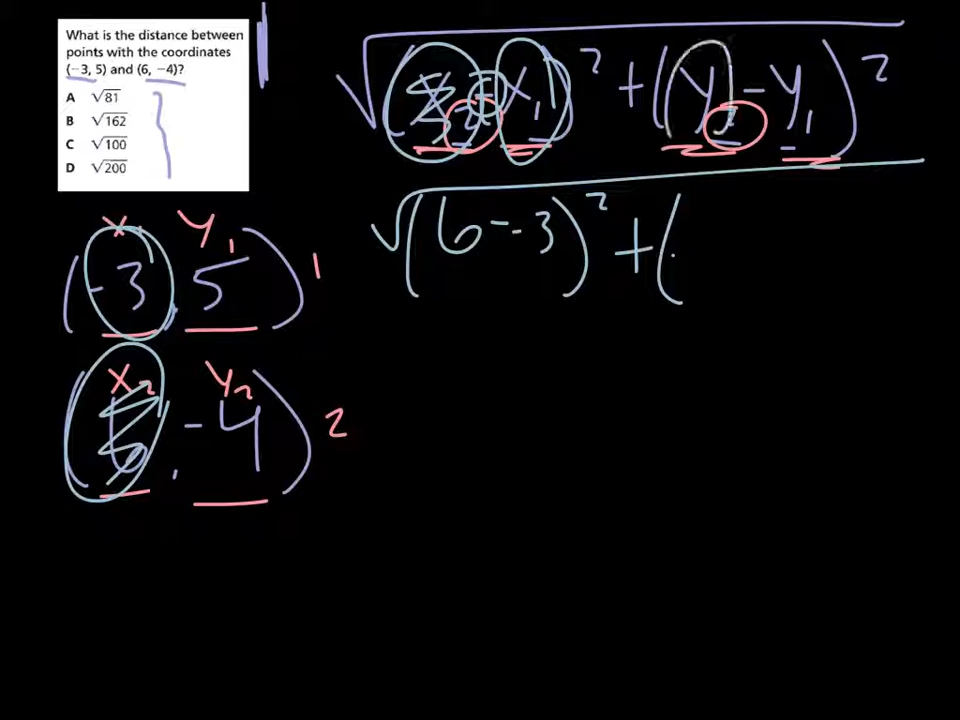 What is the distance between
points with the coordinates
(−3, 5) and (6, −4)?
A √81
B √162
C √100
D √200
√(x₂ - x₁)² + (y₂ - y₁)²
√(6 - -3)² + (
x₁ y₁
(-3, 5) 1
x₂ y₂
(6, -4) 2